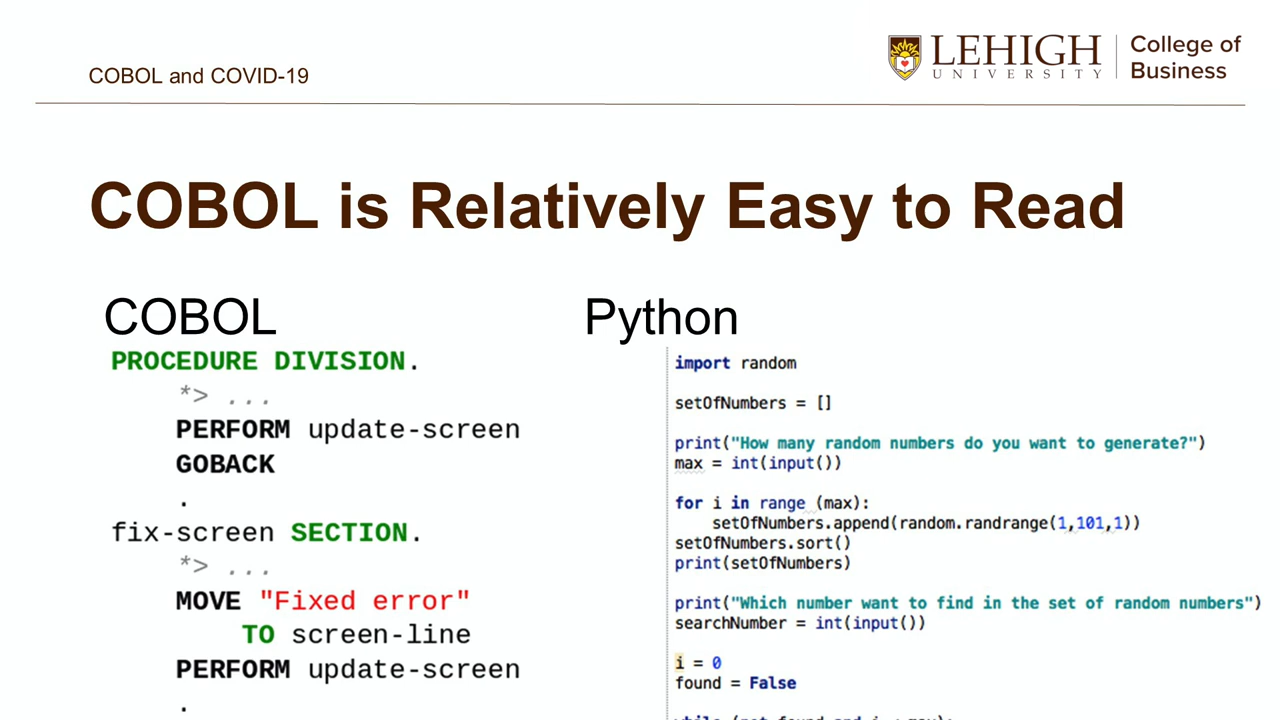 COBOL and COVID-19
LEHIGH
UNIVERSITY
College of
Business
COBOL is Relatively Easy to Read
COBOL
PROCEDURE DIVISION.
*> ...
PERFORM update-screen
GOBACK
.
fix-screen SECTION.
*> ...
MOVE "Fixed error"
TO screen-line
PERFORM update-screen
.
Python
import random
setOfNumbers = []
print("How many random numbers do you want to generate?")
max = int(input())
for i in range (max):
setOfNumbers.append(random.randrange(1,101,1))
setOfNumbers.sort()
print(setOfNumbers)
print("Which number want to find in the set of random numbers")
searchNumber = int(input())
i = 0
found = False